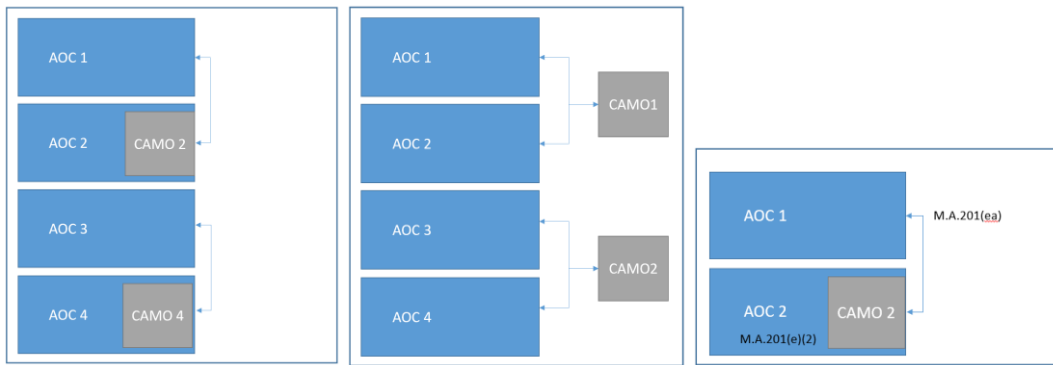 AOC 1
AOC 2
CAMO 2
AOC 3
AOC 4
CAMO 4
AOC 1
CAMO1
AOC 2
AOC 3
CAMO2
AOC 4
AOC 1
M.A.201(ea)
AOC 2
CAMO 2
M.A.201(e)(2)